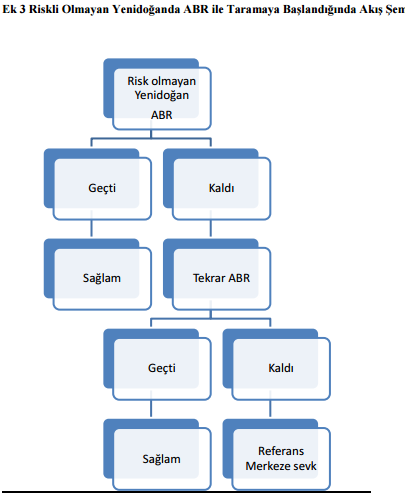 Ek 3 Riskli Olmayan Yenidoğanda ABR ile Taramaya Başlandığında Akış Şem
Risk olmayan
Yenidoğan
ABR
Geçti
Kaldı
Sağlam
Tekrar ABR
Geçti
Kaldı
Sağlam
Referans
Merkeze sevk